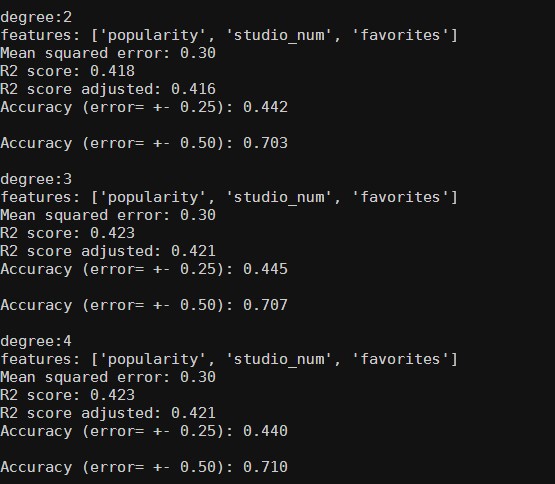 degree:2
features: ['popularity', 'studio_num', 'favorites']
Mean squared error: 0.30
R2 score: 0.418
R2 score adjusted: 0.416
Accuracy (error= +- 0.25): 0.442
Accuracy (error= +- 0.50): 0.703
degree:3
features: ['popularity', 'studio_num', 'favorites']
Mean squared error: 0.30
R2 score: 0.423
R2 score adjusted: 0.421
Accuracy (error= +- 0.25): 0.445
Accuracy (error= +- 0.50): 0.707
degree:4
features: ['popularity', 'studio_num', 'favorites']
Mean squared error: 0.30
R2 score: 0.423
R2 score adjusted: 0.421
Accuracy (error= +- 0.25): 0.440
Accuracy (error= +- 0.50): 0.710